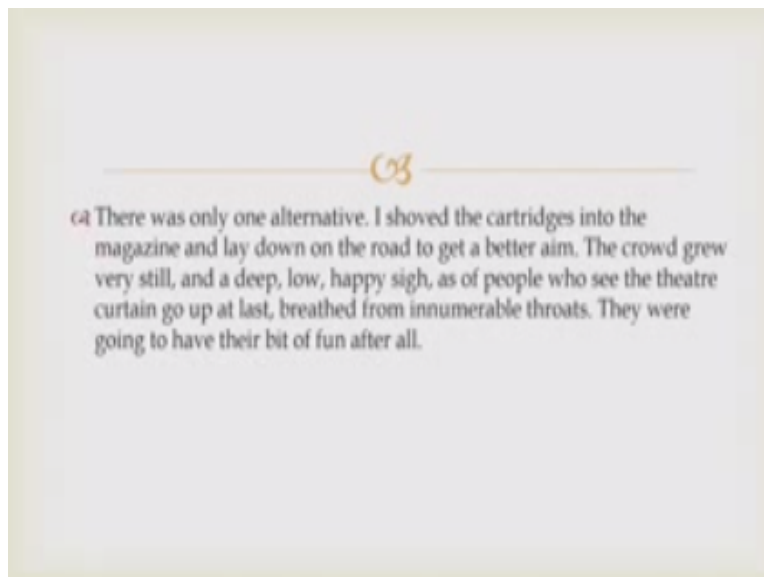 There was only one alternative. I shoved the cartridges into the
magazine and lay down on the road to get a better aim. The crowd grew
very still, and a deep, low, happy sigh, as of people who see the theatre
curtain go up at last, breathed from innumerable throats. They were
going to have their bit of fun after all.